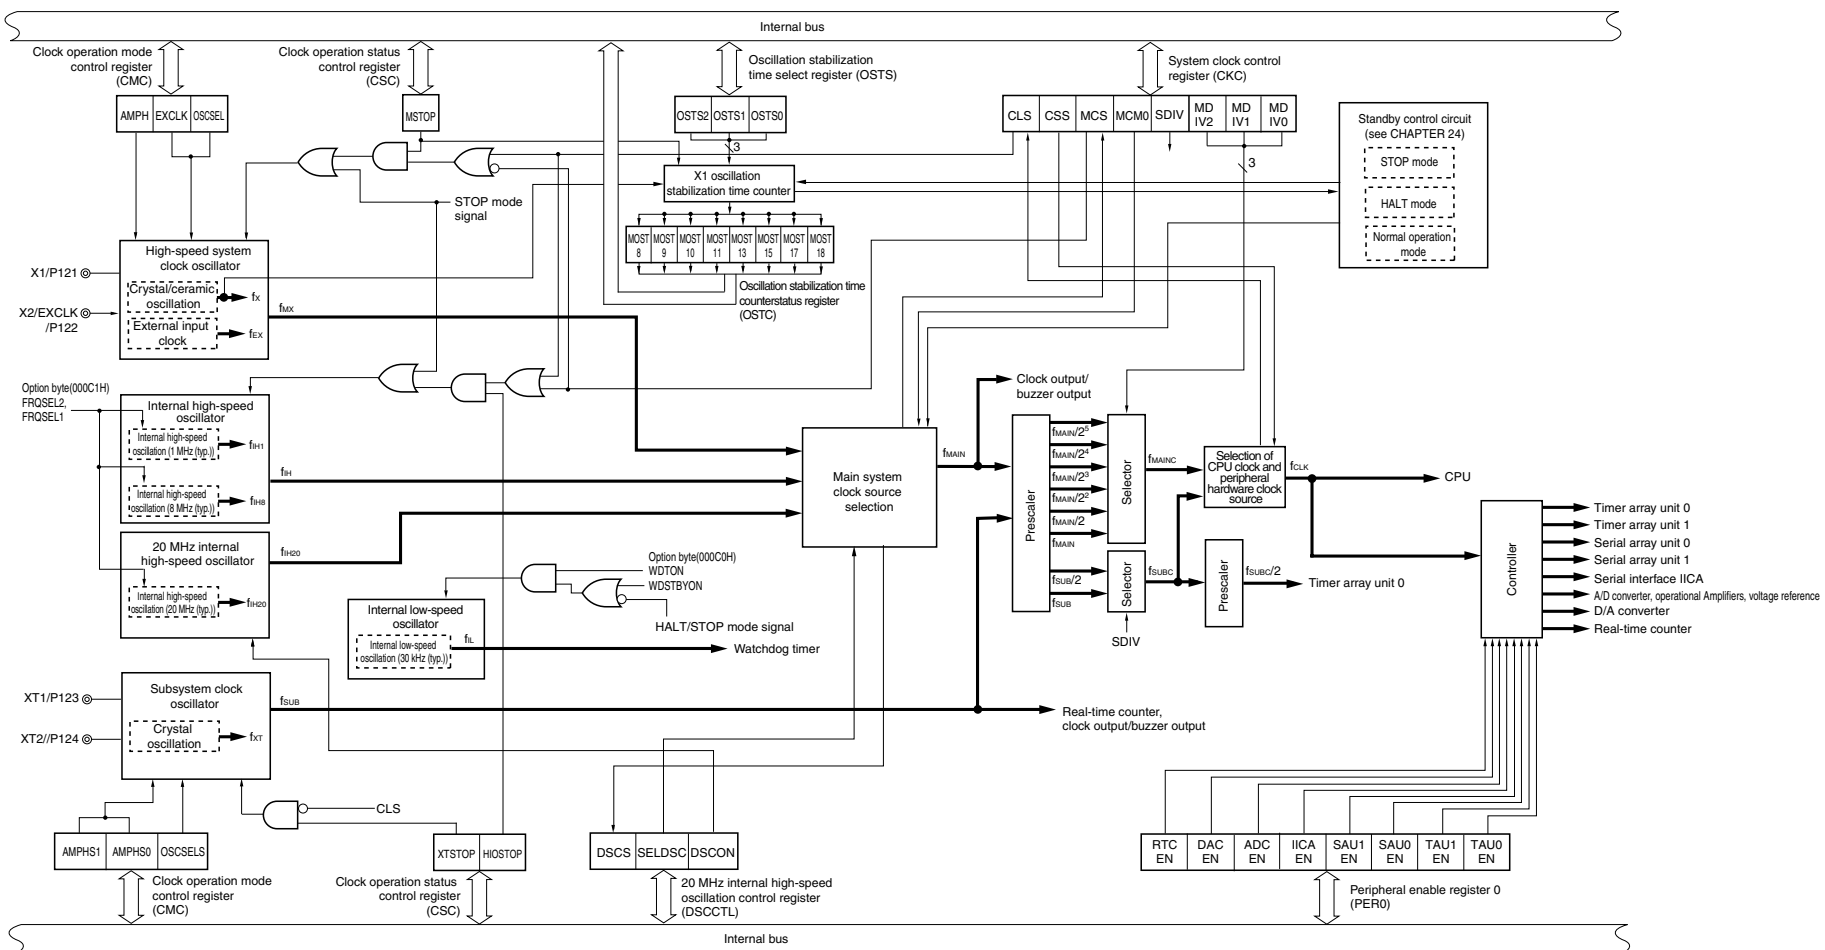 Internal bus
Clock operation mode
control register
(CMC)
Clock operation status
control register
(CSC)
Oscillation stabilization
time select register (OSTS)
System clock control
register (CKC)
AMPH EXCLK OSCSEL
MSTOP
OSTS2 OSTS1 OSTS0
CLS CSS MCS MCM0 SDIV MD IV2 MD IV1 MD IV0
3
3
Standby control circuit
(see CHAPTER 24)
STOP mode
HALT mode
Normal operation
mode
X1 oscillation
stabilization time counter
STOP mode
signal
MOST 8 MOST 9 MOST 10 MOST 11 MOST 13 MOST 15 MOST 17 MOST 18
Oscillation stabilization time
counterstatus register
(OSTC)
High-speed system
clock oscillator
X1/P121
Crystal/ceramic
oscillation
fX
X2/EXCLK
/P122
External input
clock
fEX
fMX
Option byte(000C1H)
FRQSEL2,
FRQSEL1
Internal high-speed
oscillator
Internal high-speed
oscillation (1 MHz (typ.))
fIH1
fIH
Internal high-speed
oscillation (8 MHz (typ.))
fIH8
20 MHz internal
high-speed oscillator
fIH20
Internal high-speed
oscillation (20 MHz (typ.))
fIH20
Main system
clock source
selection
fMAIN
Clock output/
buzzer output
Prescaler
fMAIN/2⁵
fMAIN/2⁴
fMAIN/2³
fMAIN/2²
fMAIN/2
fMAIN
Selector
fMAINC
Selection of
CPU clock and
peripheral
hardware clock
source
fCLK
CPU
fSUB/2
fSUB
Selector
SDIV
fSUBC
Prescaler
fSUBC/2
Timer array unit 0
Controller
Timer array unit 0
Timer array unit 1
Serial array unit 0
Serial array unit 1
Serial interface IICA
A/D converter, operational Amplifiers, voltage reference
D/A converter
Real-time counter
Option byte(000C0H)
WDTON
WDSTBYON
HALT/STOP mode signal
Internal low-speed
oscillator
Internal low-speed
oscillation (30 kHz (typ.))
fIL
Watchdog timer
Subsystem clock
oscillator
XT1/P123
XT2//P124
Crystal
oscillation
fXT
fSUB
Real-time counter,
clock output/buzzer output
CLS
AMPHS1 AMPHS0 OSCSELS
XTSTOP HIOSTOP
DSCS SELDSC DSCON
RTC EN DAC EN ADC EN IICA EN SAU1 EN SAU0 EN TAU1 EN TAU0 EN
Clock operation mode
control register
(CMC)
Clock operation status
control register
(CSC)
20 MHz internal high-speed
oscillation control register
(DSCCTL)
Peripheral enable register 0
(PER0)
Internal bus